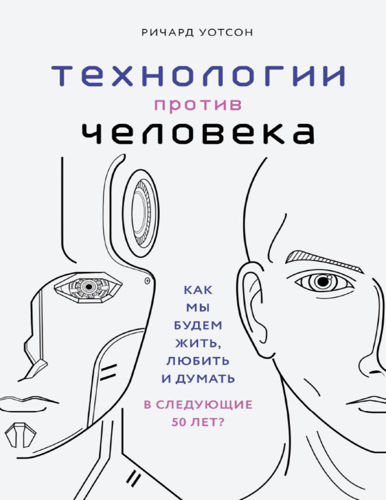 РИЧАРД УОТСОН
ТЕХНОЛОГИИ
ПРОТИВ
ЧЕЛОВЕКА
КАК
МЫ
БУДЕМ
ЖИТЬ,
ЛЮБИТЬ
И ДУМАТЬ
В СЛЕДУЮЩИЕ
50 ЛЕТ?